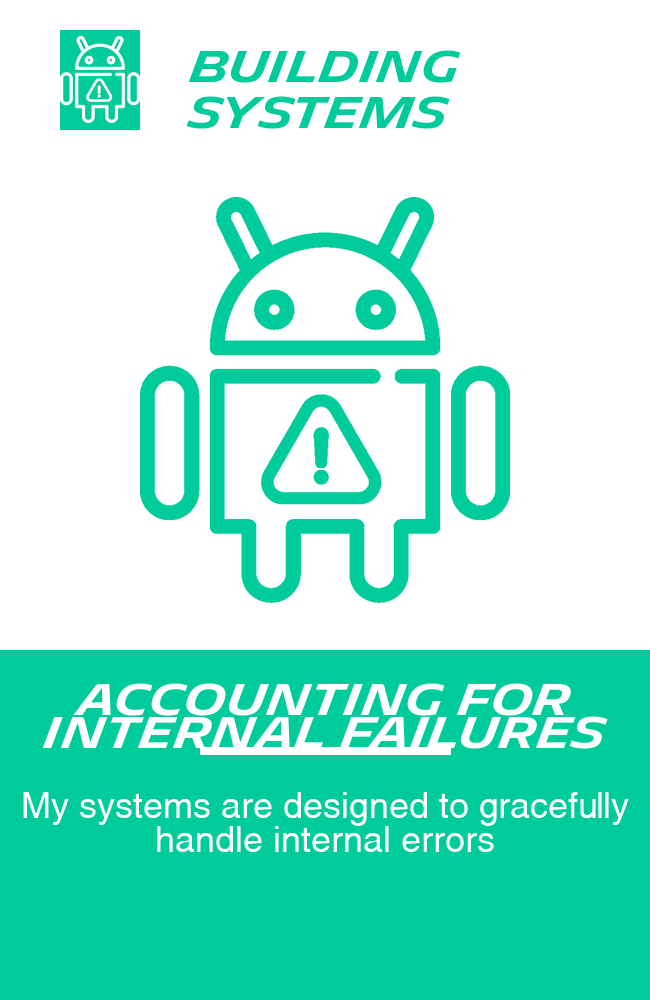 BUILDING
SYSTEMS
ACCOUNTING FOR
INTERNAL FAILURES
My systems are designed to gracefully
handle internal errors